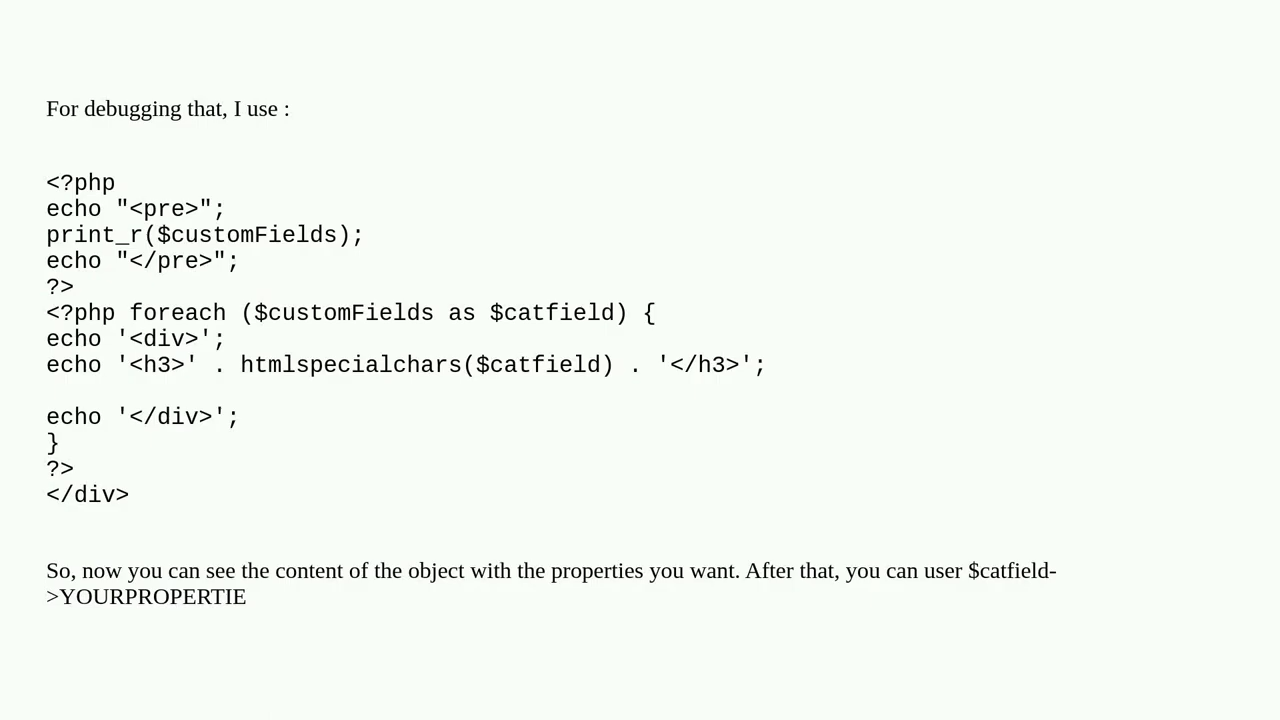 For debugging that, I use :
<?php
echo "<pre>";
print_r($customFields);
echo "</pre>";
?>
<?php foreach ($customFields as $catfield) {
echo '<div>';
echo '<h3>' . htmlspecialchars($catfield) . '</h3>';
echo '</div>';
}
?>
</div>
So, now you can see the content of the object with the properties you want. After that, you can user $catfield-
>YOURPROPERTIE